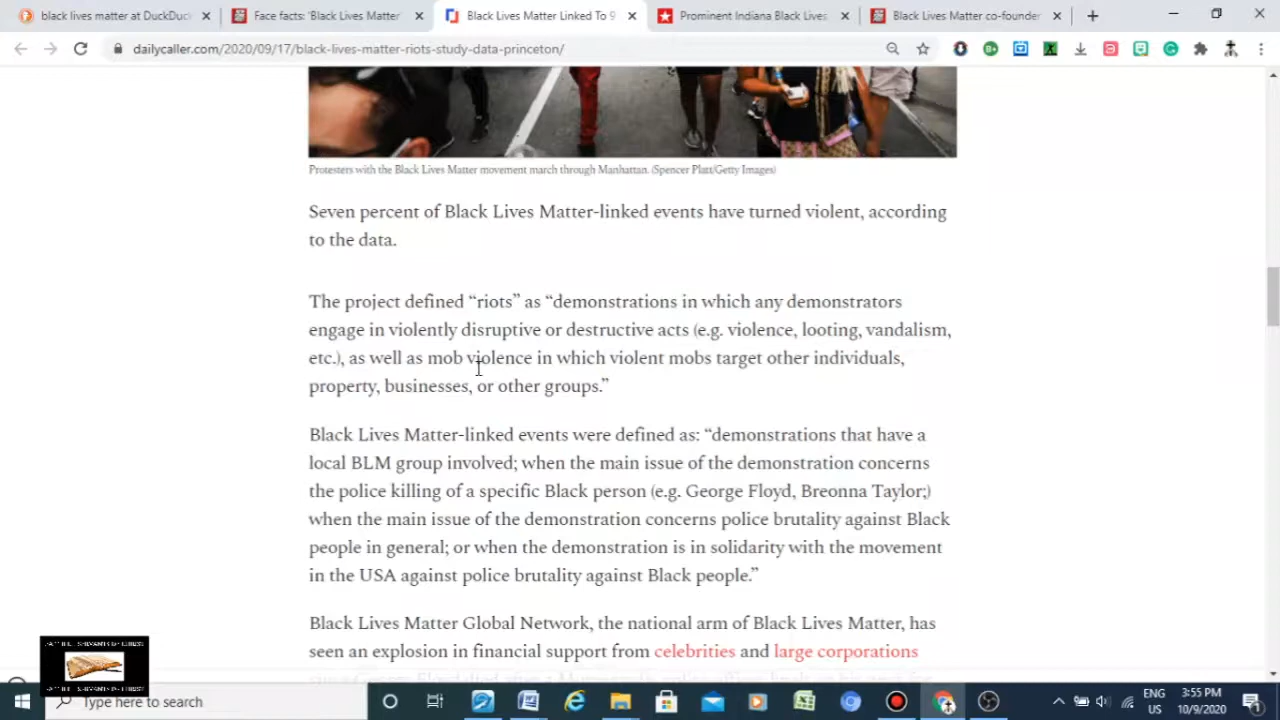 black lives matter at DuckDuc
Face facts: 'Black Lives Matter
Black Lives Matter Linked To 9
Prominent Indiana Black Lives
Black Lives Matter co-founder
dailycaller.com/2020/09/17/black-lives-matter-riots-study-data-princeton/
Protesters with the Black Lives Matter movement march through Manhattan. (Spencer Platt/Getty Images)
Seven percent of Black Lives Matter-linked events have turned violent, according
to the data.
The project defined “riots” as “demonstrations in which any demonstrators
engage in violently disruptive or destructive acts (e.g. violence, looting, vandalism,
etc.), as well as mob violence in which violent mobs target other individuals,
property, businesses, or other groups.”
Black Lives Matter-linked events were defined as: “demonstrations that have a
local BLM group involved; when the main issue of the demonstration concerns
the police killing of a specific Black person (e.g. George Floyd, Breonna Taylor;)
when the main issue of the demonstration concerns police brutality against Black
people in general; or when the demonstration is in solidarity with the movement
in the USA against police brutality against Black people.”
Black Lives Matter Global Network, the national arm of Black Lives Matter, has
seen an explosion in financial support from celebrities and large corporations
Type here to search
ENG
US
3:55 PM
10/9/2020